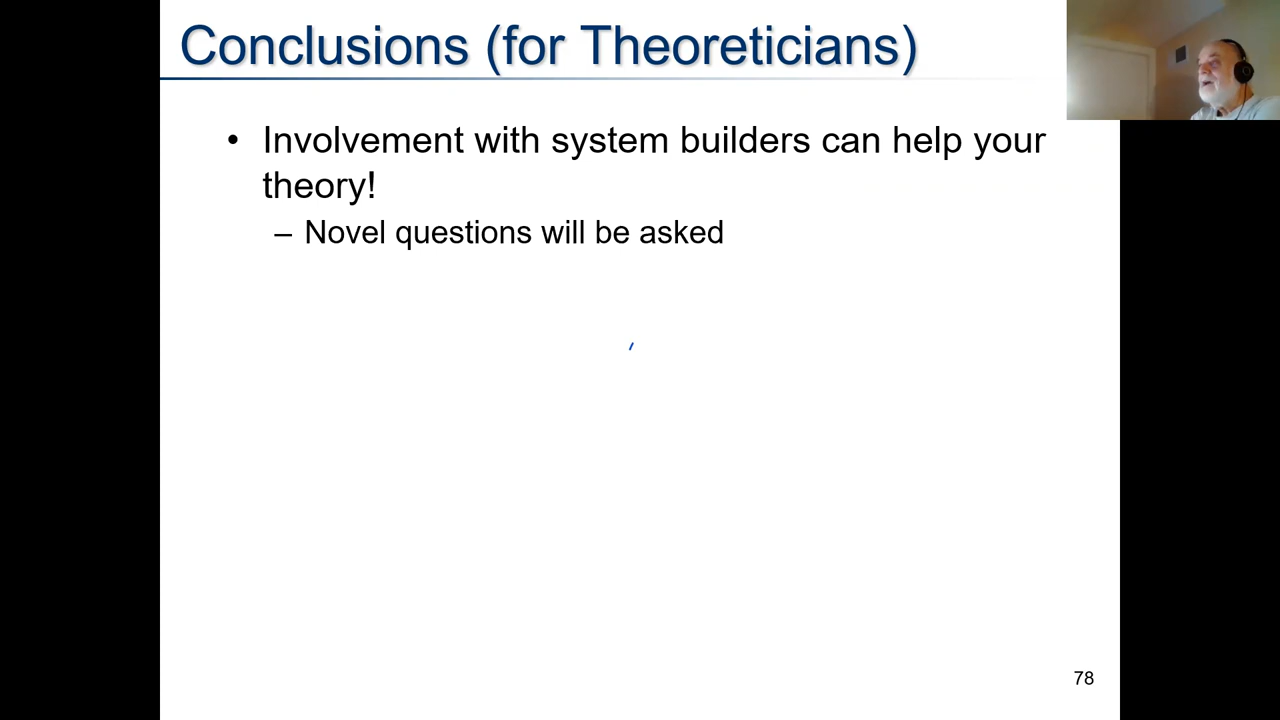 Conclusions (for Theoreticians)
• Involvement with system builders can help your
theory!
– Novel questions will be asked
78